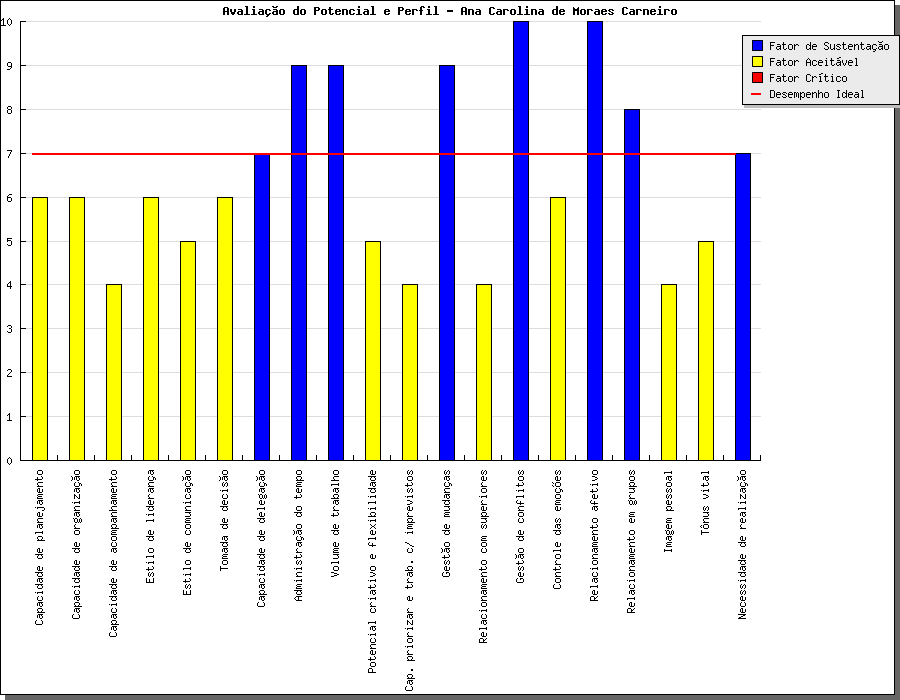 Avaliação do Potencial e Perfil - Ana Carolina de Moraes Carneiro
Fator de Sustentação
Fator Aceitável
Fator Crítico
Desempenho Ideal
10
9
8
7
6
5
4
3
2
1
0
Capacidade de planejamento
Capacidade de organização
Capacidade de acompanhamento
Estilo de liderança
Estilo de comunicação
Tomada de decisão
Capacidade de delegação
Administração do tempo
Volume de trabalho
Potencial criativo e flexibilidade
Cap. priorizar e trab. c/ imprevistos
Gestão de mudanças
Relacionamento com superiores
Gestão de conflitos
Controle das emoções
Relacionamento afetivo
Relacionamento em grupos
Imagem pessoal
Tônus vital
Necessidade de realização